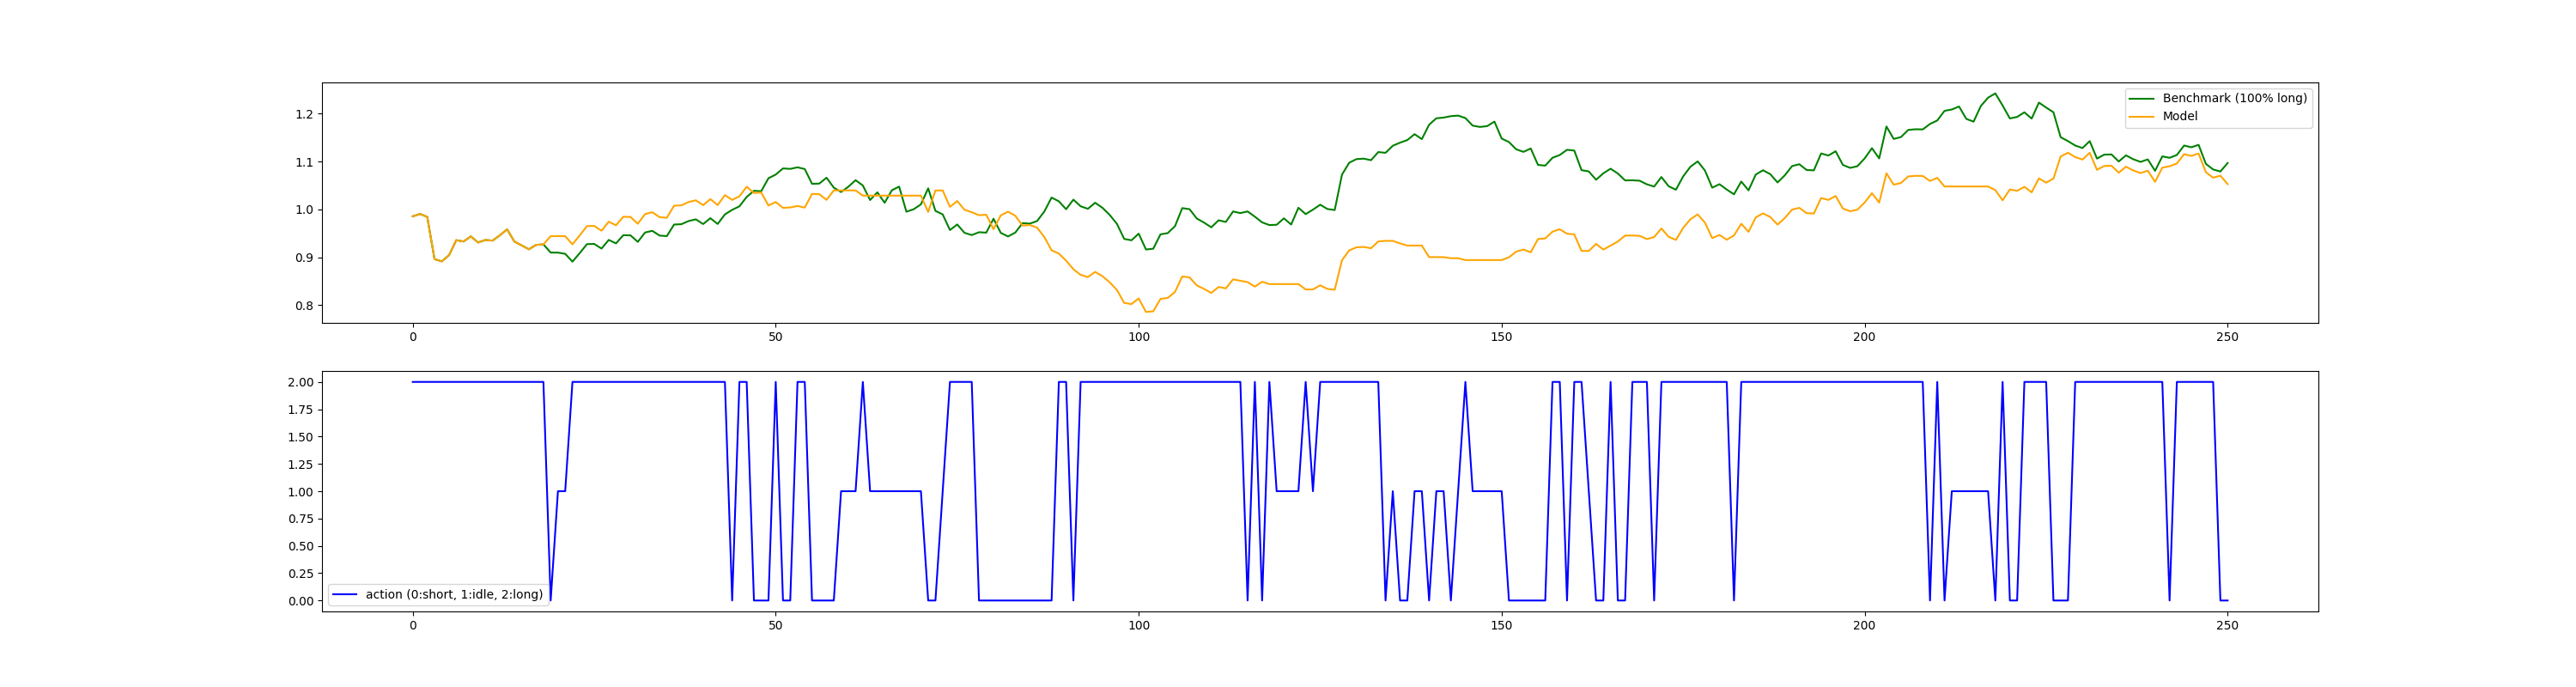 1.2
1.1
1.0
0.9
0.8
Benchmark (100% long)
Model
0 50 100 150 200 250
2.00
1.75
1.50
1.25
1.00
0.75
0.50
0.25
0.00
action (0:short, 1:idle, 2:long)
0 50 100 150 200 250